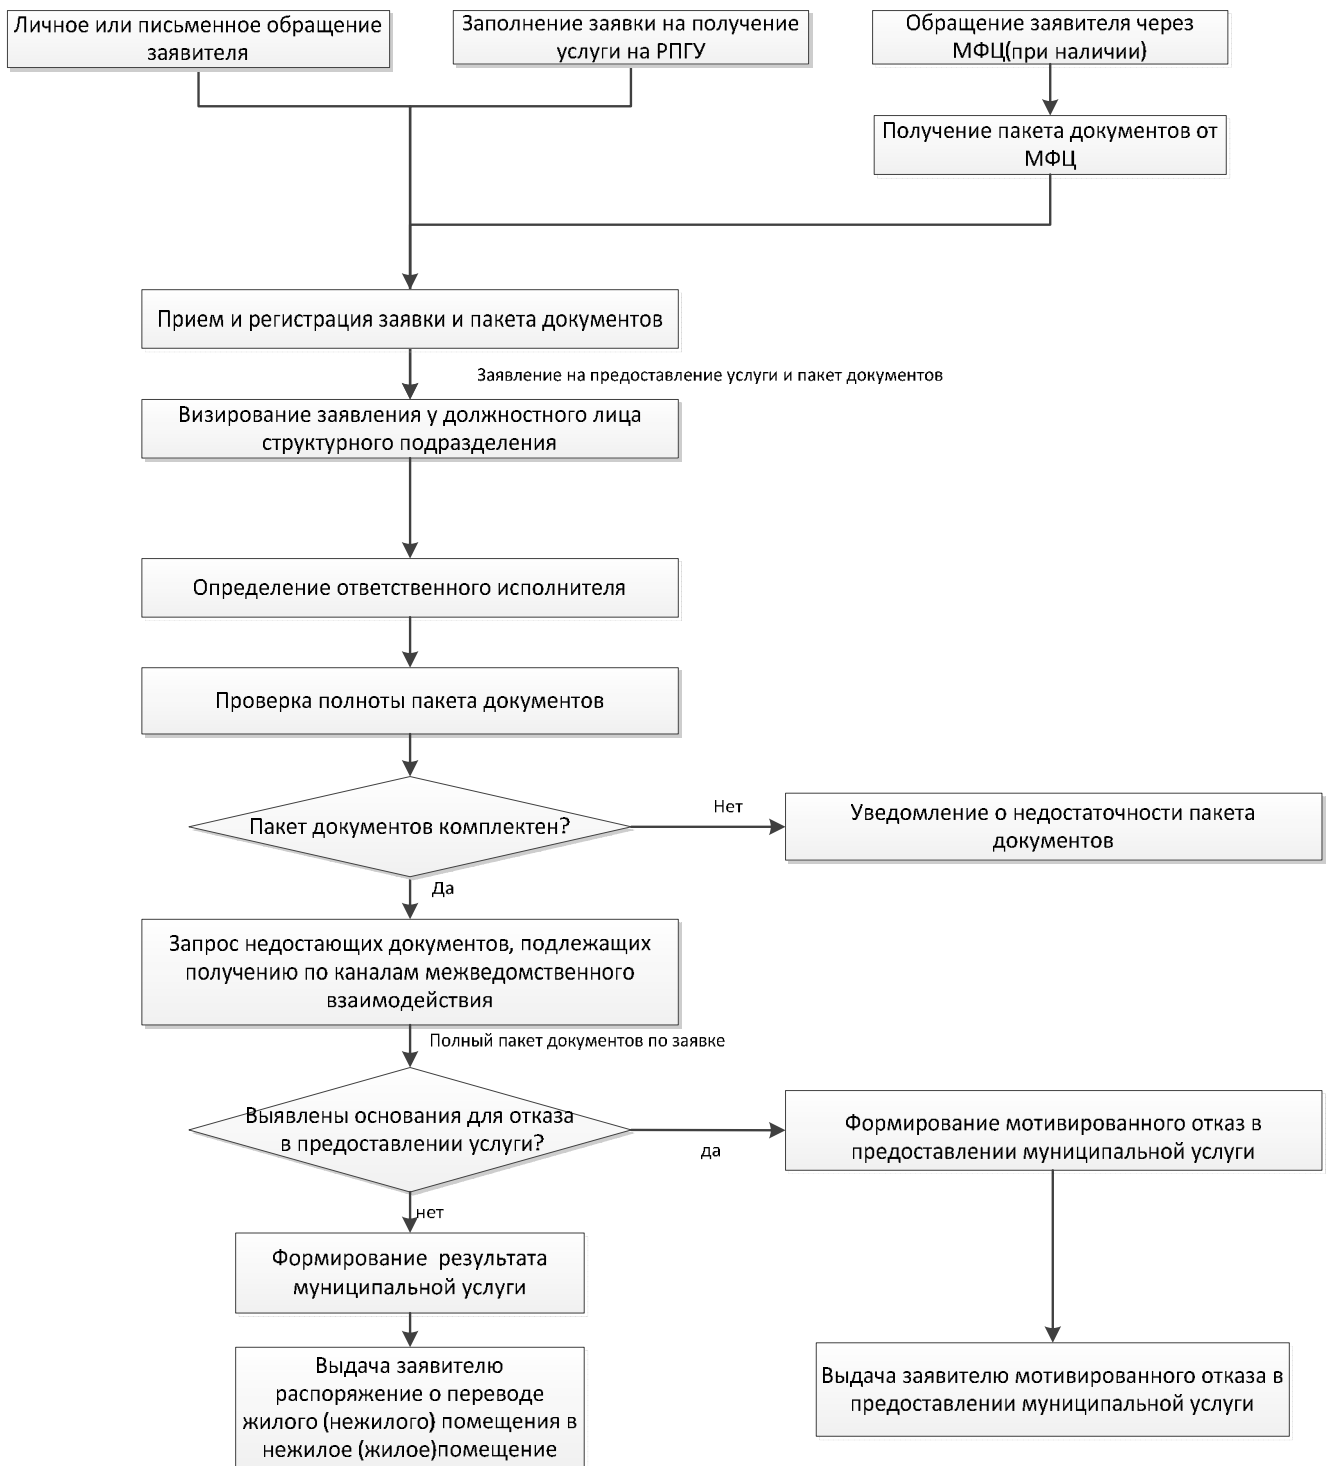 Личное или письменное обращение
заявителя
Заполнение заявки на получение
услуги на РПГУ
Обращение заявителя через
МФЦ(при наличии)
Получение пакета документов от
МФЦ
Прием и регистрация заявки и пакета документов
Заявление на предоставление услуги и пакет документов
Визирование заявления у должностного лица
структурного подразделения
Определение ответственного исполнителя
Проверка полноты пакета документов
Пакет документов комплектен?
Нет
Уведомление о недостаточности пакета
документов
Да
Запрос недостающих документов, подлежащих
получению по каналам межведомственного
взаимодействия
Полный пакет документов по заявке
Выявлены основания для отказа
в предоставлении услуги?
да
Формирование мотивированного отказ в
предоставлении муниципальной услуги
нет
Формирование результата
муниципальной услуги
Выдача заявителю
распоряжение о переводе
жилого (нежилого) помещения в
нежилое (жилое)помещение
Выдача заявителю мотивированного отказа в
предоставлении муниципальной услуги